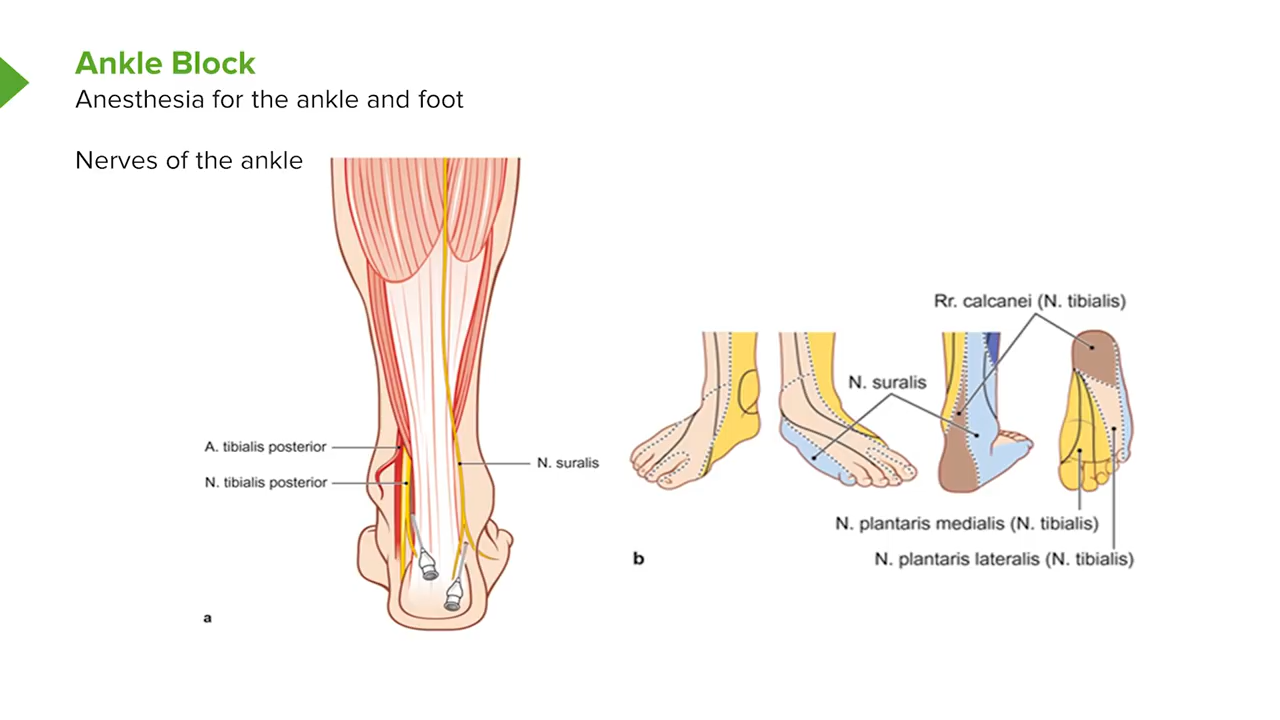 Ankle Block
Anesthesia for the ankle and foot
Nerves of the ankle
A. tibialis posterior
N. tibialis posterior
N. suralis
a
Rr. calcanei (N. tibialis)
N. suralis
N. plantaris medialis (N. tibialis)
N. plantaris lateralis (N. tibialis)
b